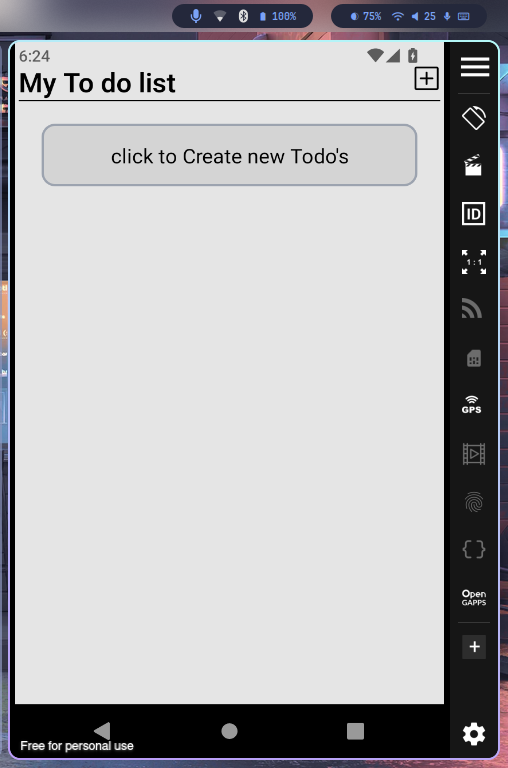 100% 75% 25
6:24
My To do list
click to Create new Todo's
ID
1:1
GPS
Open
GAPPS
Free for personal use